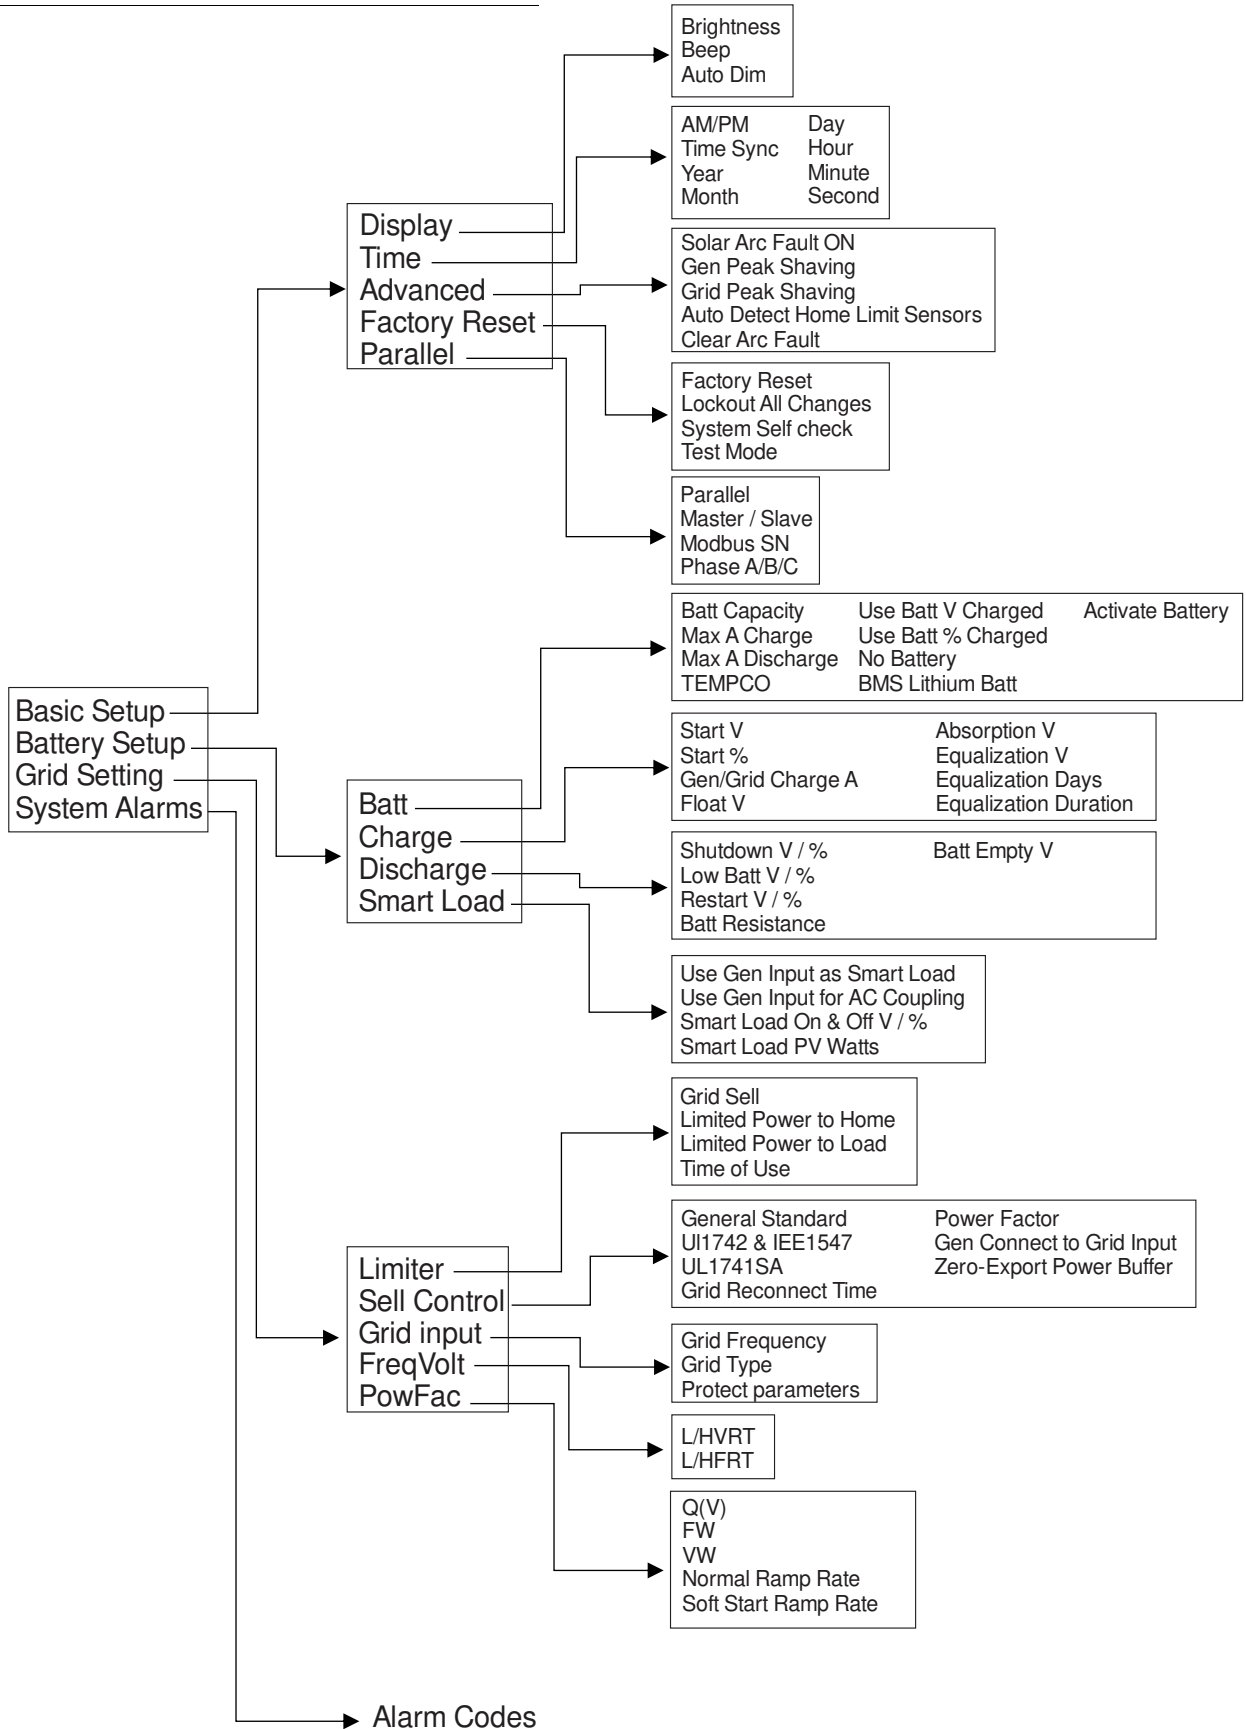 Brightness
Beep
Auto Dim
AM/PM Day
Time Sync Hour
Year Minute
Month Second
Display
Time
Advanced
Factory Reset
Parallel
Solar Arc Fault ON
Gen Peak Shaving
Grid Peak Shaving
Auto Detect Home Limit Sensors
Clear Arc Fault
Factory Reset
Lockout All Changes
System Self check
Test Mode
Parallel
Master / Slave
Modbus SN
Phase A/B/C
Batt Capacity Use Batt V Charged Activate Battery
Max A Charge Use Batt % Charged
Max A Discharge No Battery
TEMPCO BMS Lithium Batt
Basic Setup
Battery Setup
Grid Setting
System Alarms
Start V Absorption V
Start % Equalization V
Gen/Grid Charge A Equalization Days
Float V Equalization Duration
Batt
Charge
Discharge
Smart Load
Shutdown V / % Batt Empty V
Low Batt V / %
Restart V / %
Batt Resistance
Use Gen Input as Smart Load
Use Gen Input for AC Coupling
Smart Load On & Off V / %
Smart Load PV Watts
Grid Sell
Limited Power to Home
Limited Power to Load
Time of Use
General Standard Power Factor
Ul1742 & IEE1547 Gen Connect to Grid Input
UL1741SA Zero-Export Power Buffer
Grid Reconnect Time
Limiter
Sell Control
Grid input
FreqVolt
PowFac
Grid Frequency
Grid Type
Protect parameters
L/HVRT
L/HFRT
Q(V)
FW
VW
Normal Ramp Rate
Soft Start Ramp Rate
Alarm Codes